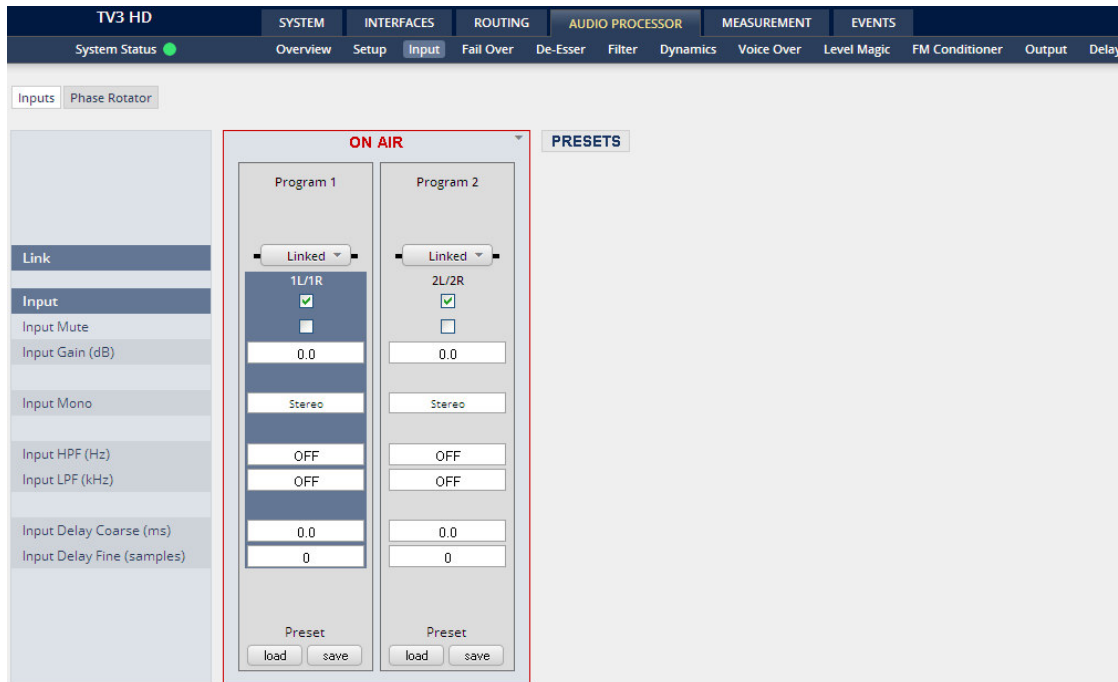 TV3 HD SYSTEM INTERFACES ROUTING AUDIO PROCESSOR MEASUREMENT EVENTS
System Status Overview Setup Input Fail Over De-Esser Filter Dynamics Voice Over Level Magic FM Conditioner Output Delay
Inputs Phase Rotator
ON AIR PRESETS
Program 1 Program 2
Link Linked Linked
1L/1R 2L/2R
Input
Input Mute
Input Gain (dB) 0.0 0.0
Input Mono Stereo Stereo
Input HPF (Hz) OFF OFF
Input LPF (kHz) OFF OFF
Input Delay Coarse (ms) 0.0 0.0
Input Delay Fine (samples) 0 0
Preset Preset
load save load save